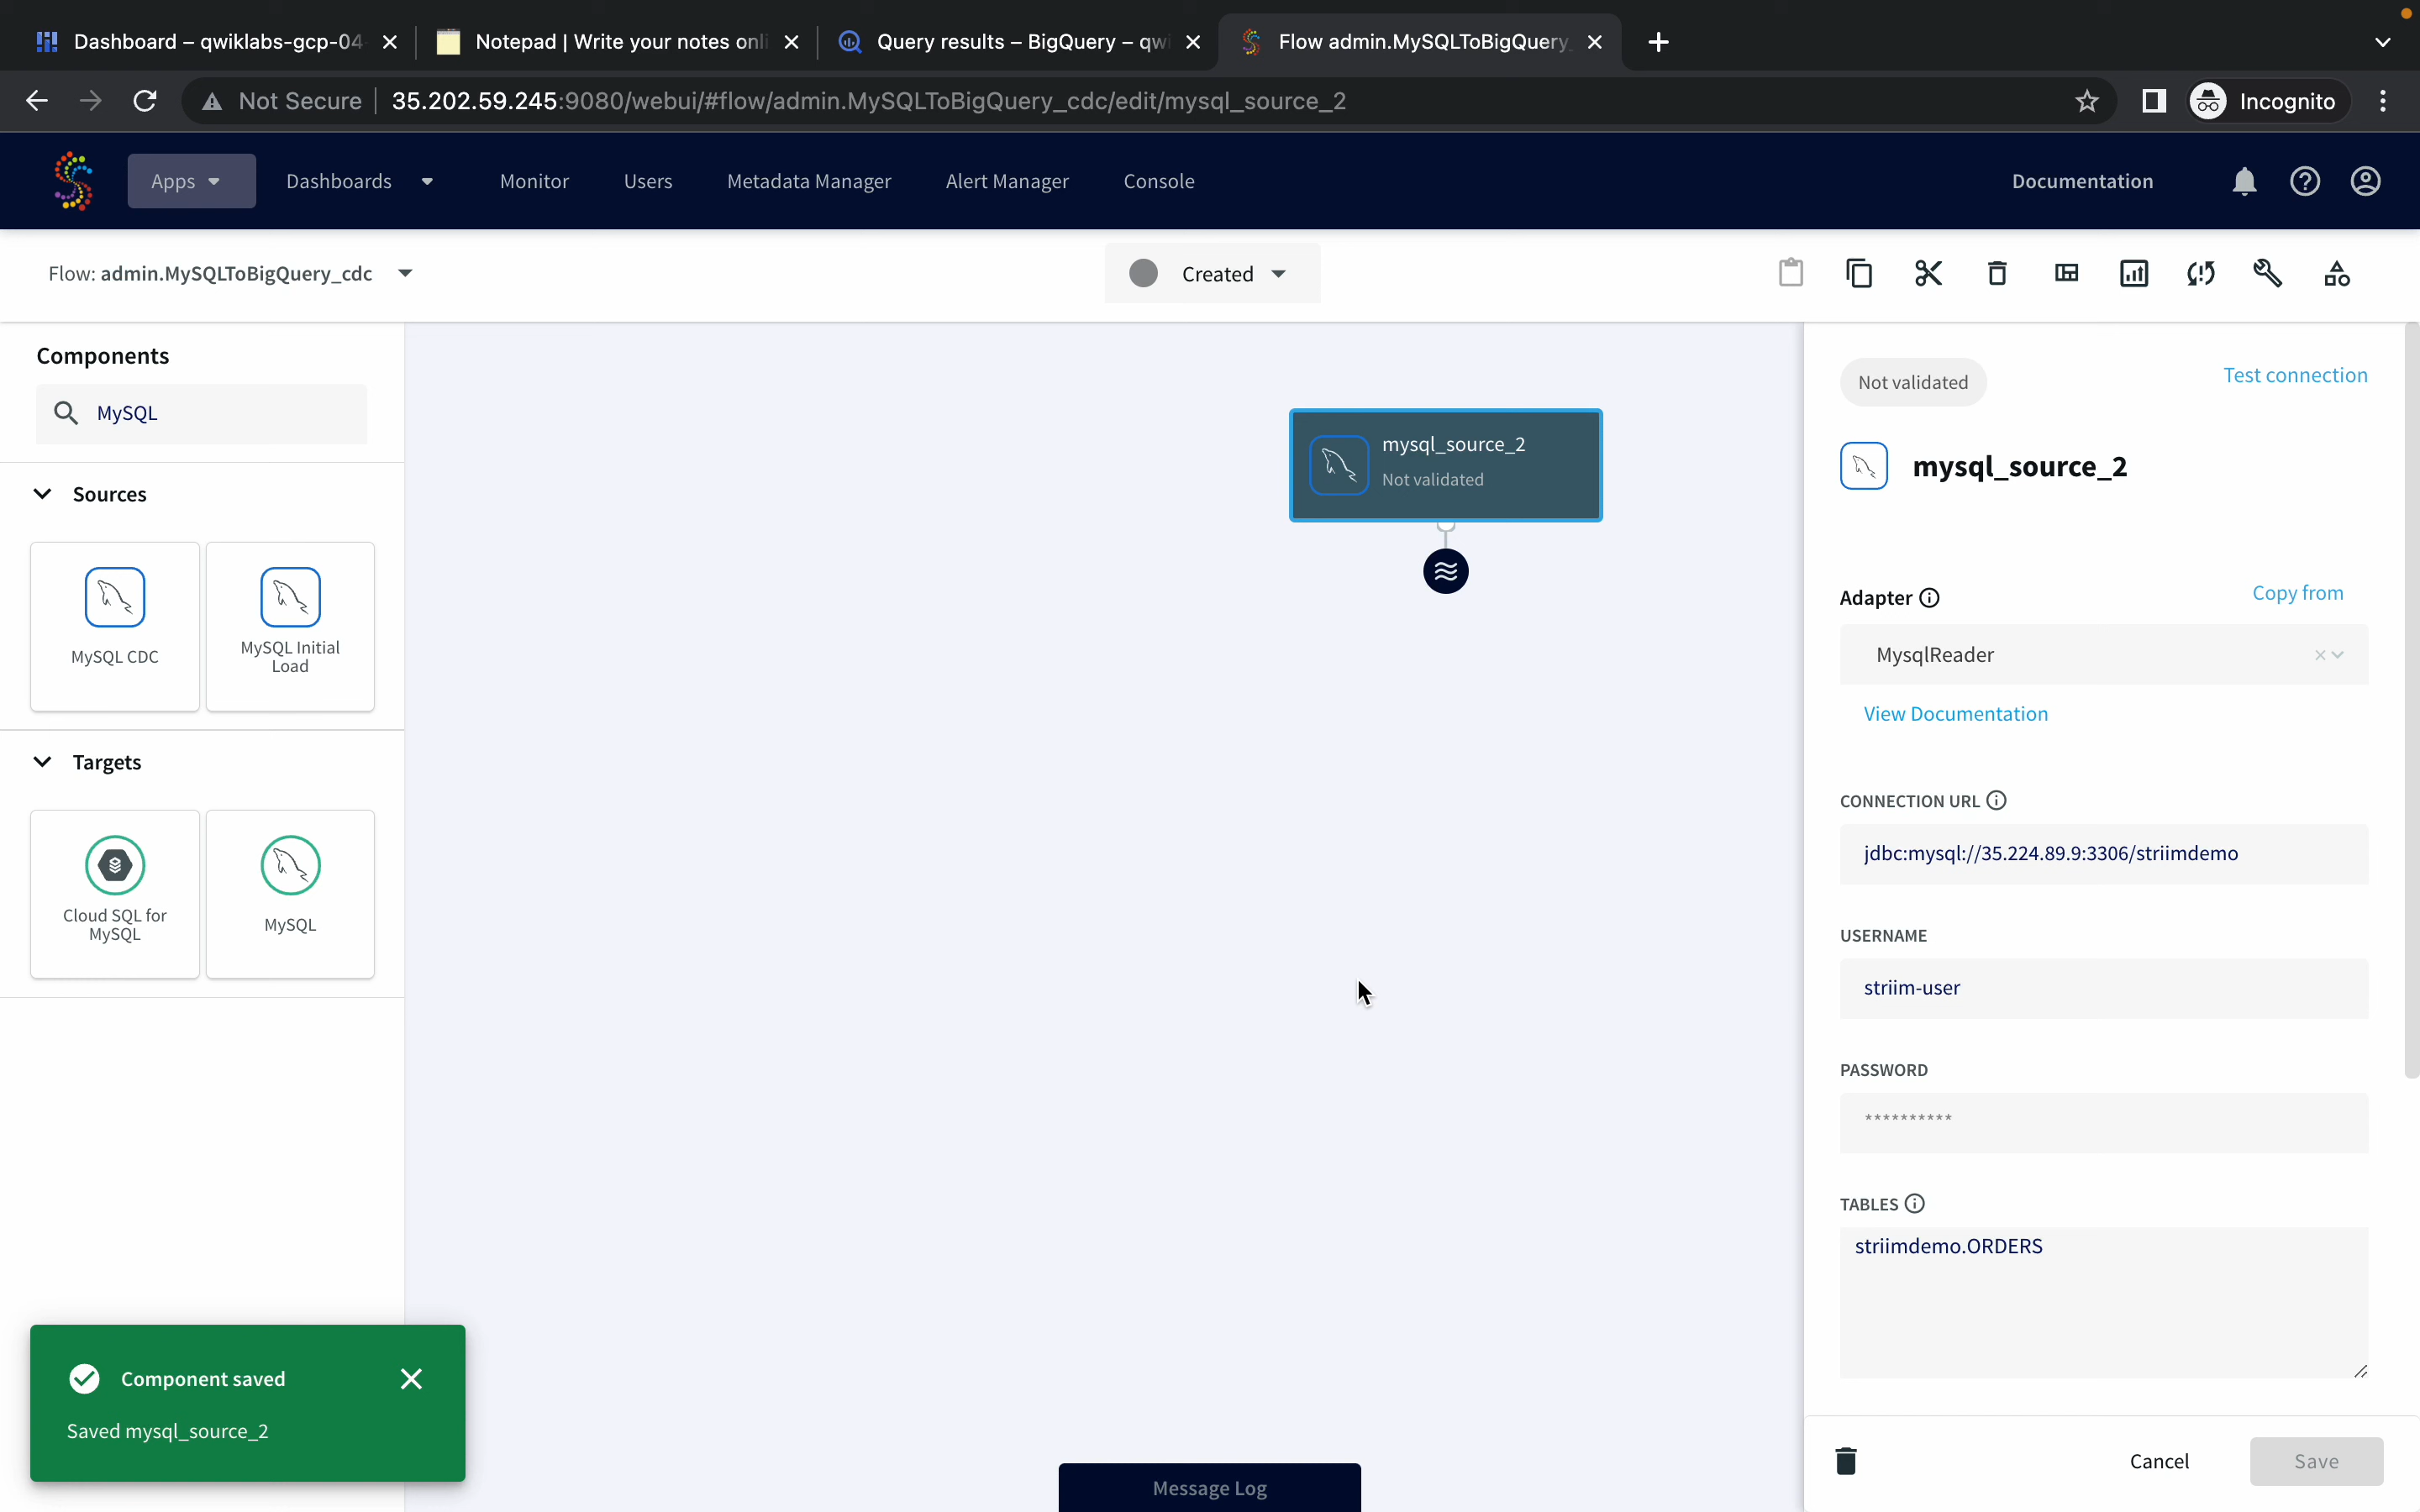 Dashboard – qwiklabs-gcp-04-
Notepad | Write your notes onli
Query results – BigQuery – qwi
Flow admin.MySQLToBigQuery_
Not Secure
35.202.59.245:9080/webui/#flow/admin.MySQLToBigQuery_cdc/edit/mysql_source_2
Incognito
Apps
Dashboards
Monitor
Users
Metadata Manager
Alert Manager
Console
Documentation
Flow: admin.MySQLToBigQuery_cdc
Created
Components
MySQL
Sources
MySQL CDC
MySQL Initial
Load
Targets
Cloud SQL for
MySQL
MySQL
mysql_source_2
Not validated
Not validated
Test connection
mysql_source_2
Adapter
Copy from
MysqlReader
View Documentation
CONNECTION URL
jdbc:mysql://35.224.89.9:3306/striimdemo
USERNAME
striim-user
PASSWORD
**********
TABLES
striimdemo.ORDERS
Component saved
Saved mysql_source_2
Message Log
Cancel
Save